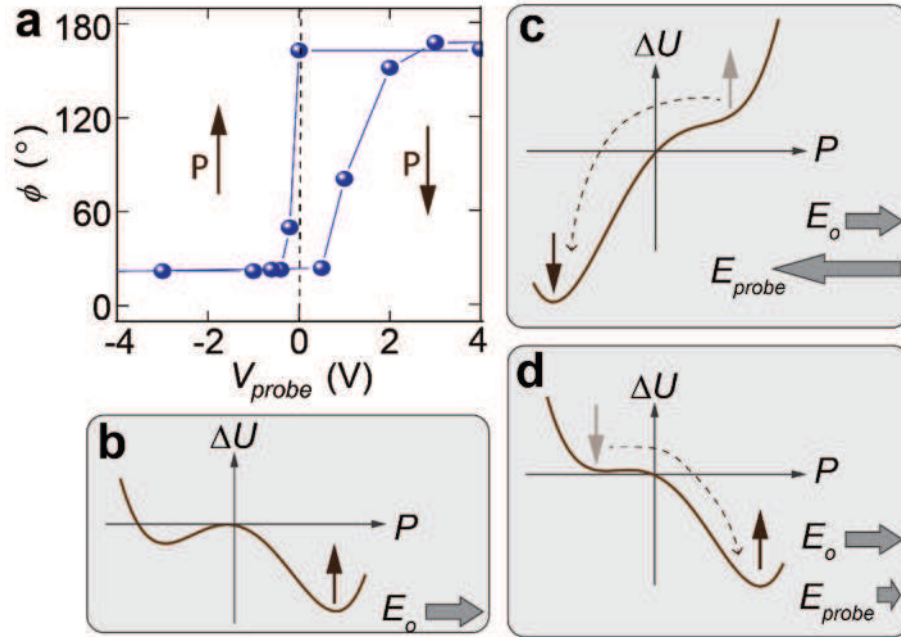 a
180
120
60
0
ϕ (°)
P
P
-4
-2
0
2
4
V_probe (V)
b
ΔU
P
E_o
c
ΔU
P
E_o
E_probe
d
ΔU
P
E_o
E_probe